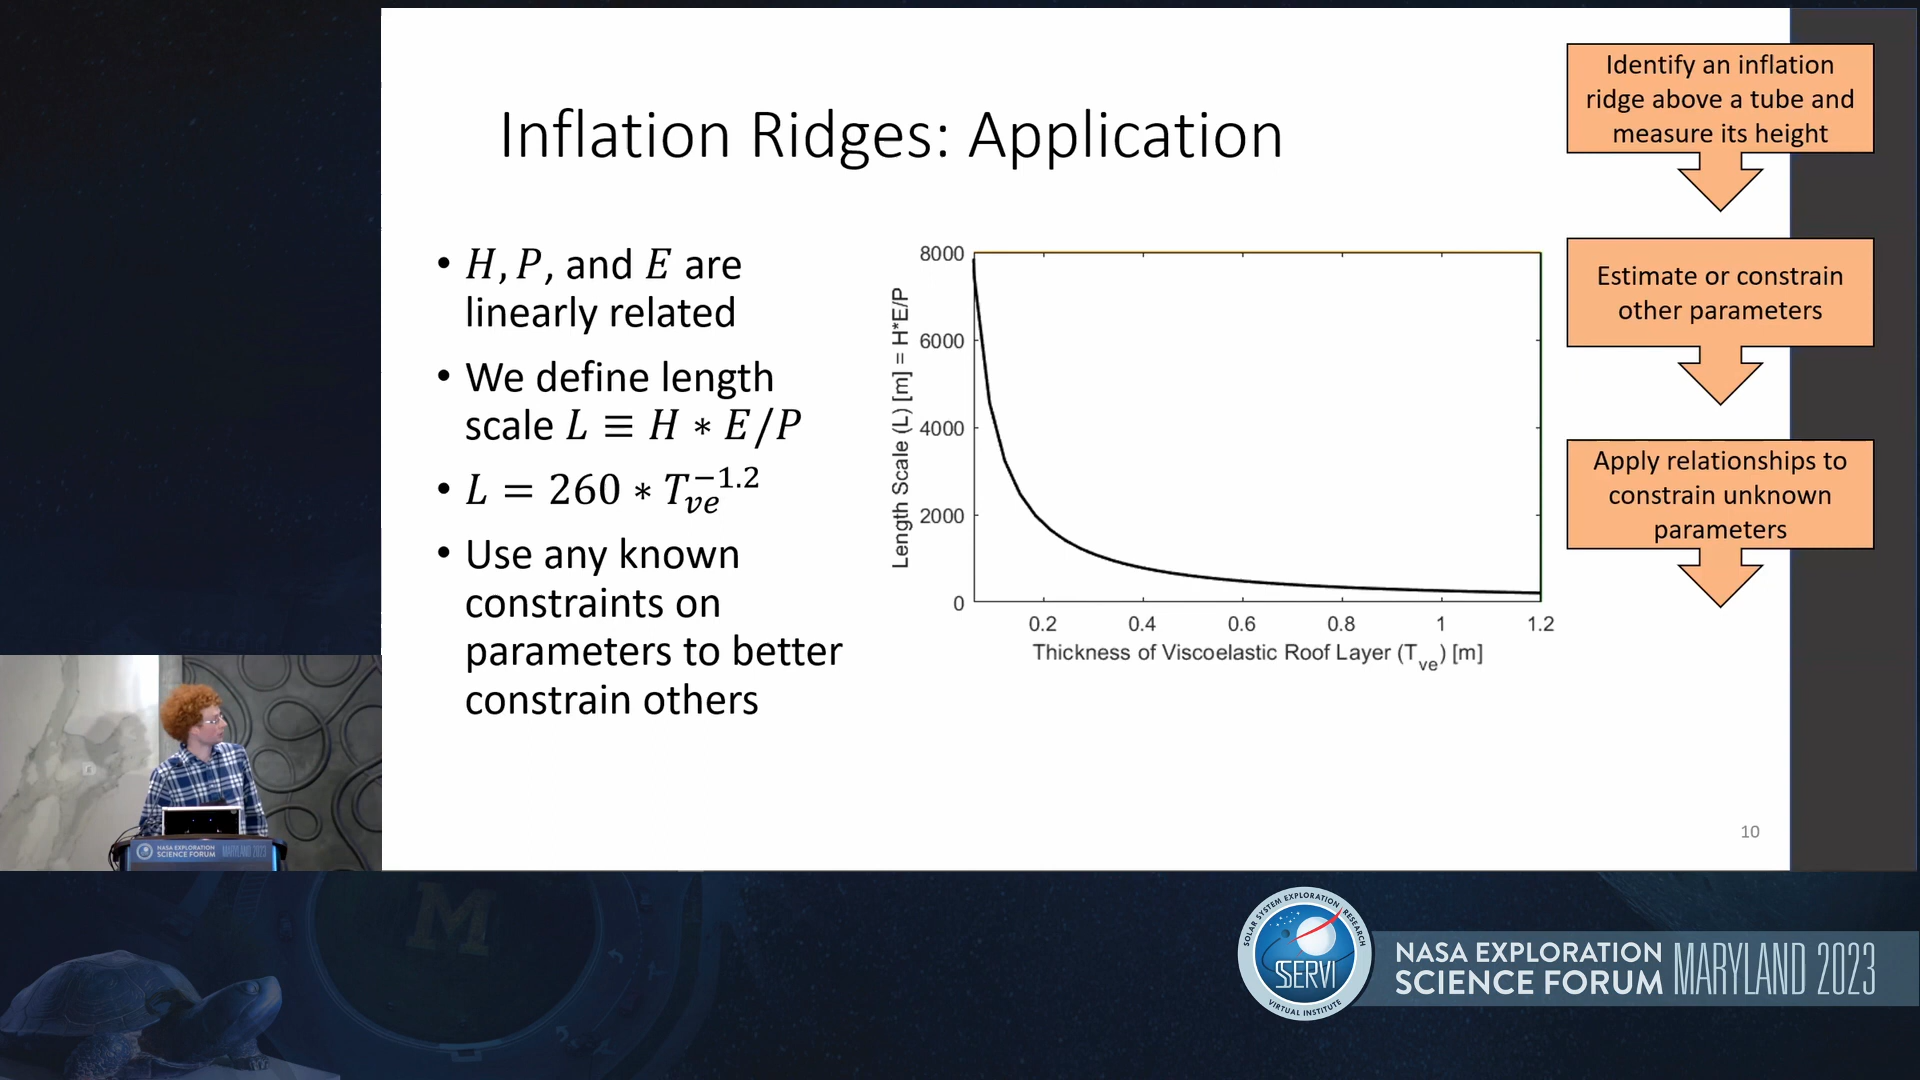 Inflation Ridges: Application
• H, P, and E are
linearly related
• We define length
scale L ≡ H ∗ E/P
• L = 260 ∗ T_ve^−1.2
• Use any known
constraints on
parameters to better
constrain others
Length Scale (L) [m] = H*E/P
8000
6000
4000
2000
0
0.2 0.4 0.6 0.8 1 1.2
Thickness of Viscoelastic Roof Layer (T_ve) [m]
Identify an inflation
ridge above a tube and
measure its height
Estimate or constrain
other parameters
Apply relationships to
constrain unknown
parameters
10
NASA EXPLORATION
SCIENCE FORUM MARYLAND 2023
M
SOLAR SYSTEM EXPLORATION RESEARCH
SSERVI
VIRTUAL INSTITUTE
NASA EXPLORATION
SCIENCE FORUM MARYLAND 2023